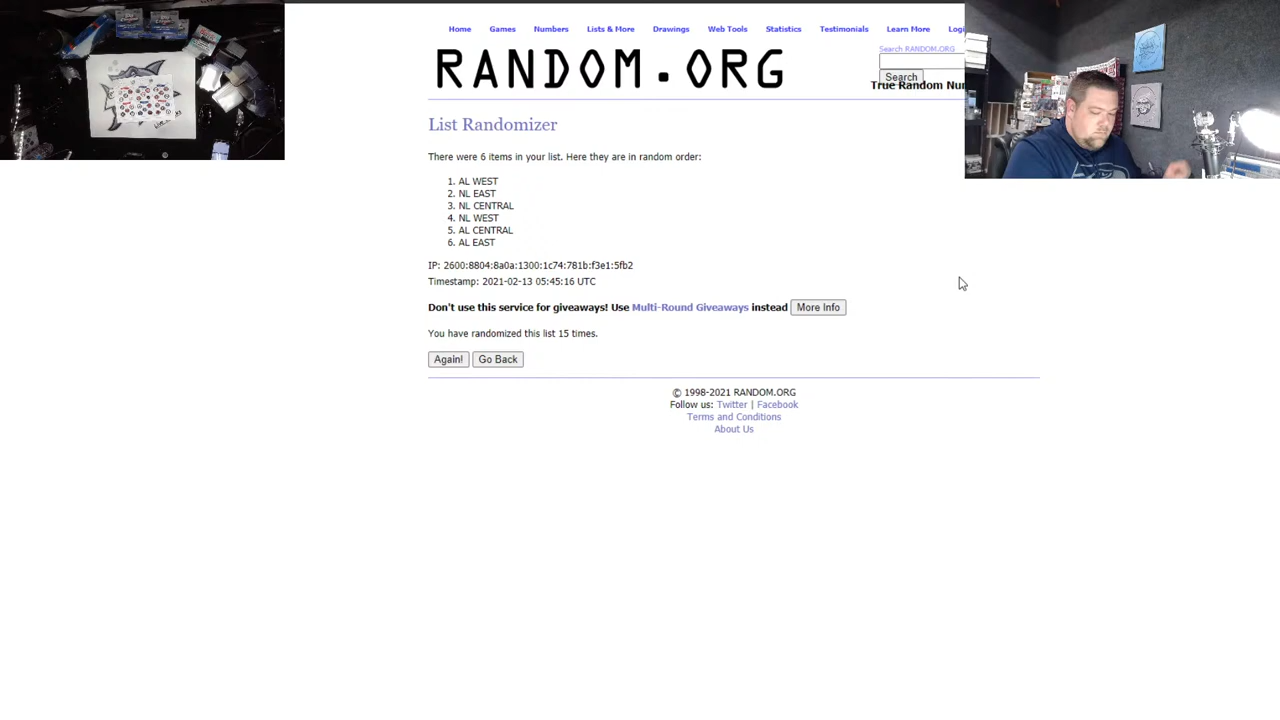 Home Games Numbers Lists & More Drawings Web Tools Statistics Testimonials Learn More Logi
RANDOM.ORG
Search RANDOM.ORG
Search
True Random Num
List Randomizer
There were 6 items in your list. Here they are in random order:
1. AL WEST
2. NL EAST
3. NL CENTRAL
4. NL WEST
5. AL CENTRAL
6. AL EAST
IP: 2600:8804:8a0a:1300:1c74:781b:f3e1:5fb2
Timestamp: 2021-02-13 05:45:16 UTC
Don't use this service for giveaways! Use Multi-Round Giveaways instead More Info
You have randomized this list 15 times.
Again! Go Back
© 1998-2021 RANDOM.ORG
Follow us: Twitter | Facebook
Terms and Conditions
About Us